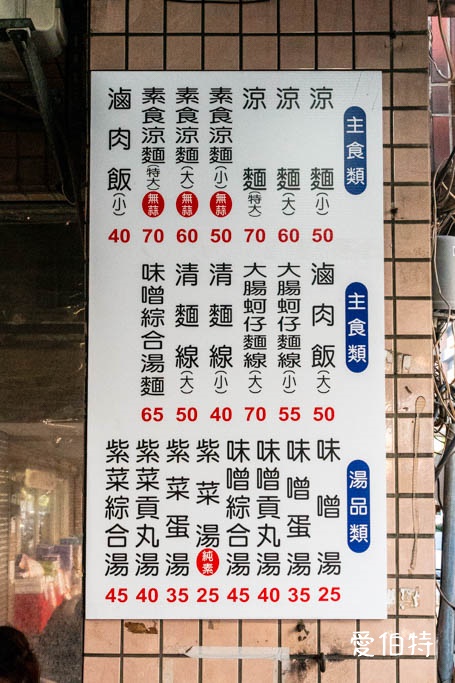 主食類
涼麵(小) 50
涼麵(大) 60
涼麵(特大) 70
素食涼麵(小) 無蒜 50
素食涼麵(大) 無蒜 60
素食涼麵(特大) 無蒜 70
滷肉飯(小) 40
主食類
滷肉飯(大) 50
大腸蚵仔麵線(小) 55
大腸蚵仔麵線(大) 70
清麵線(小) 40
清麵線(大) 50
味噌綜合湯麵 65
湯品類
味噌湯 25
味噌蛋湯 35
味噌貢丸湯 40
味噌綜合湯 45
紫菜湯 純素 25
紫菜蛋湯 35
紫菜貢丸湯 40
紫菜綜合湯 45
愛伯特